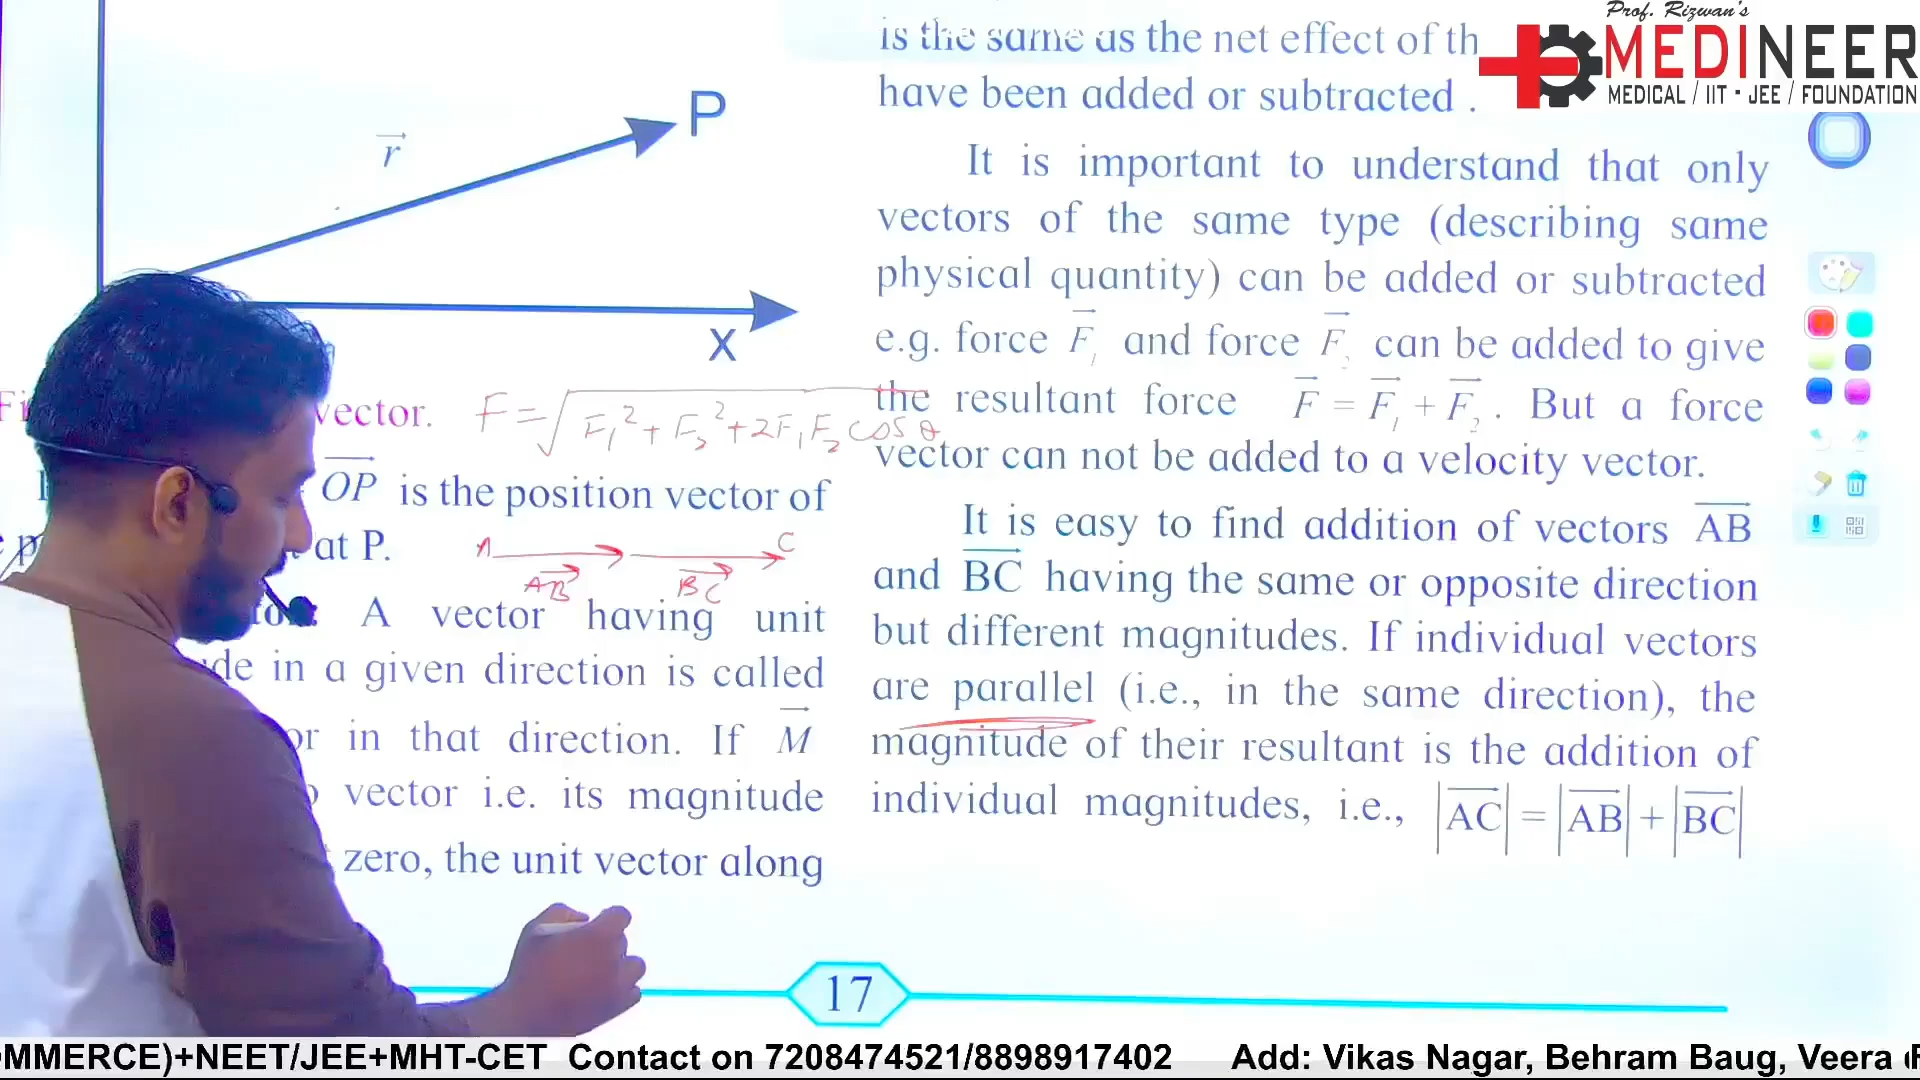 Prof. Rizwan's
MEDINEER
MEDICAL / IIT - JEE / FOUNDATION
P
r
X
vector.
F = √F₁² + F₂² + 2F₁F₂ cos θ
OP is the position vector of
at P.
A C
AB BC
A vector having unit
in a given direction is called
in that direction. If M
vector i.e. its magnitude
zero, the unit vector along
is the same as the net effect of
have been added or subtracted .
It is important to understand that only
vectors of the same type (describing same
physical quantity) can be added or subtracted
e.g. force F₁ and force F₂ can be added to give
the resultant force F = F₁ + F₂. But a force
vector can not be added to a velocity vector.
It is easy to find addition of vectors AB
and BC having the same or opposite direction
but different magnitudes. If individual vectors
are parallel (i.e., in the same direction), the
magnitude of their resultant is the addition of
individual magnitudes, i.e., |AC| = |AB| + |BC|
17
MMERCE)+NEET/JEE+MHT-CET Contact on 7208474521/8898917402 Add: Vikas Nagar, Behram Baug, Veera